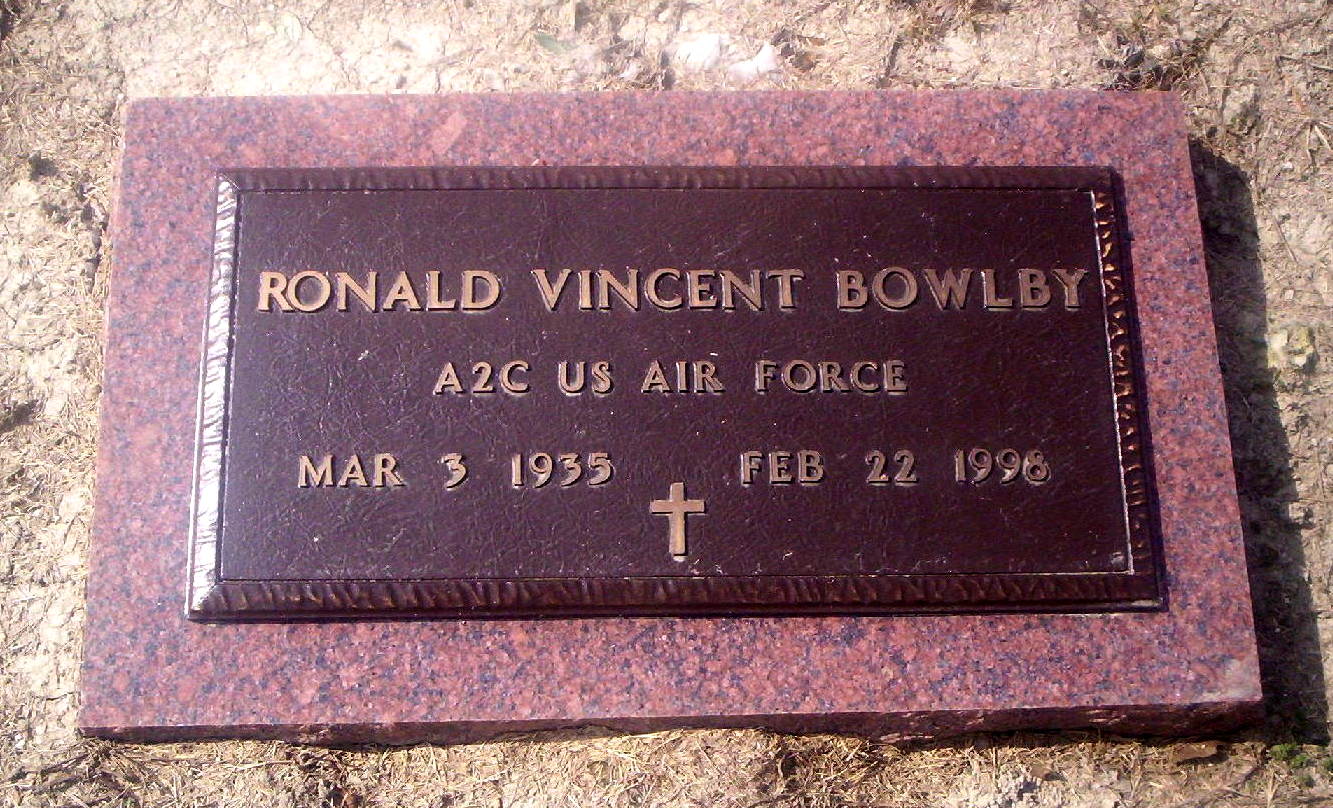 RONALD VINCENT BOWLBY
A2C US AIR FORCE
MAR 3 1935 FEB 22 1998